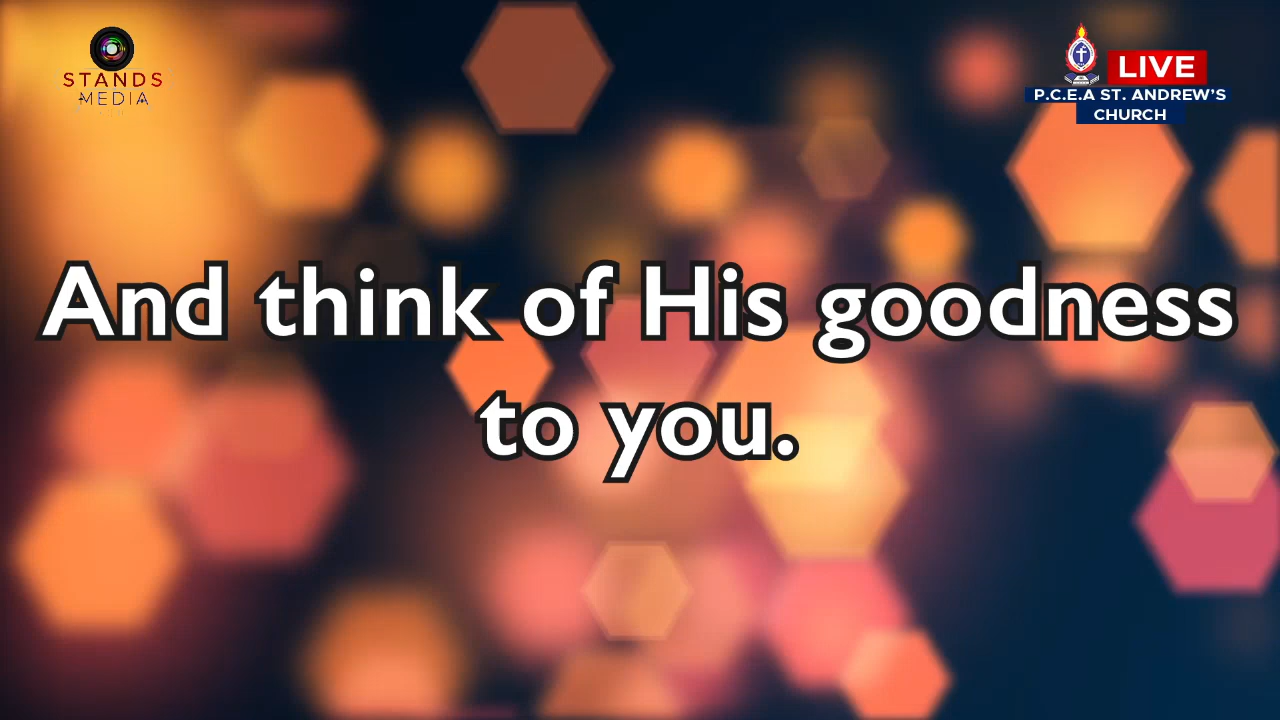 STANDS
MEDIA
LIVE
P.C.E.A ST. ANDREW'S
CHURCH
And think of His goodness
to you.